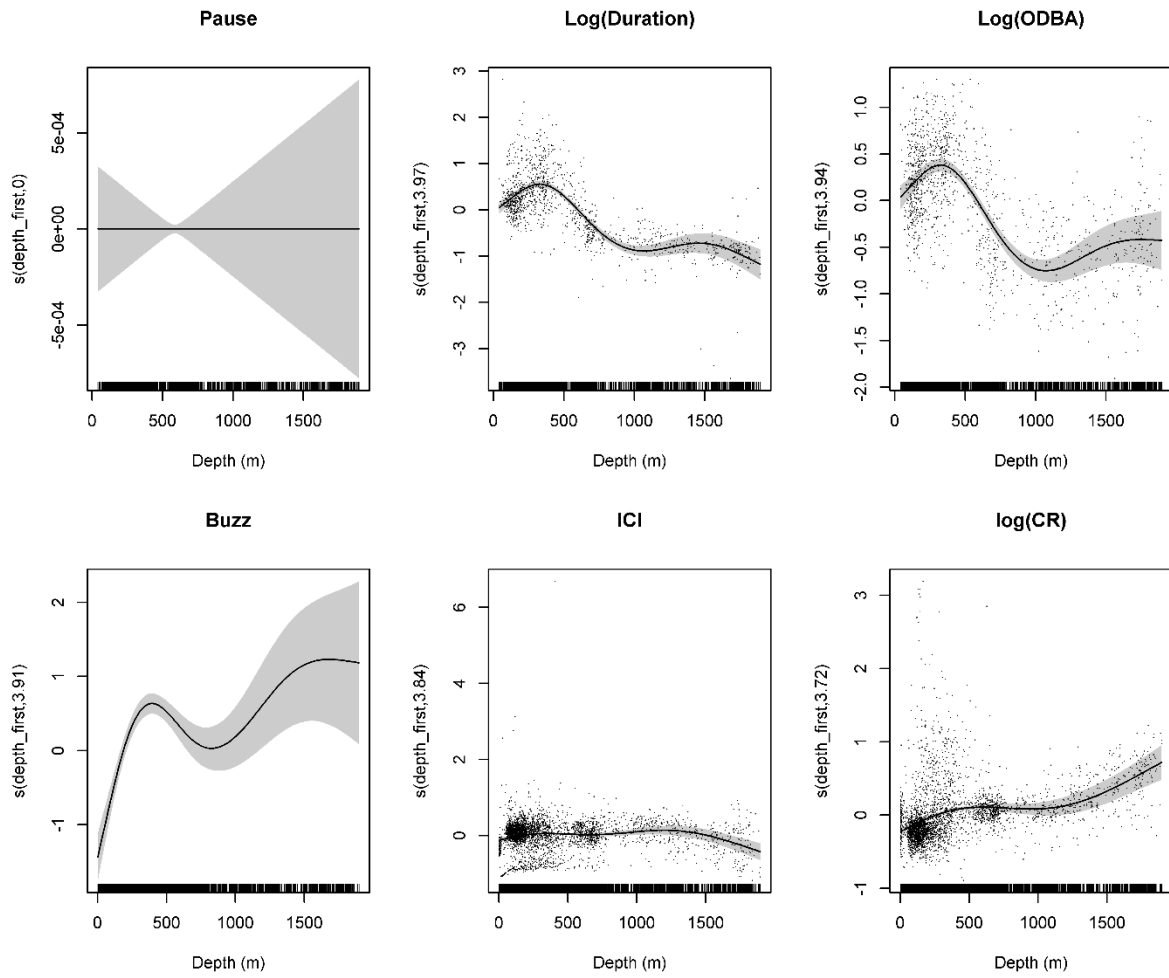 Pause
Log(Duration)
Log(ODBA)
s(depth_first,0)
5e-04
0e+00
-5e-04
0 500 1000 1500
Depth (m)
s(depth_first,3.97)
3
2
1
0
-1
-2
-3
0 500 1000 1500
Depth (m)
s(depth_first,3.94)
1.0
0.5
0.0
-0.5
-1.0
-1.5
-2.0
0 500 1000 1500
Depth (m)
Buzz
ICI
log(CR)
s(depth_first,3.91)
2
1
0
-1
0 500 1000 1500
Depth (m)
s(depth_first,3.84)
6
4
2
0
0 500 1000 1500
Depth (m)
s(depth_first,3.72)
3
2
1
0
-1
0 500 1000 1500
Depth (m)